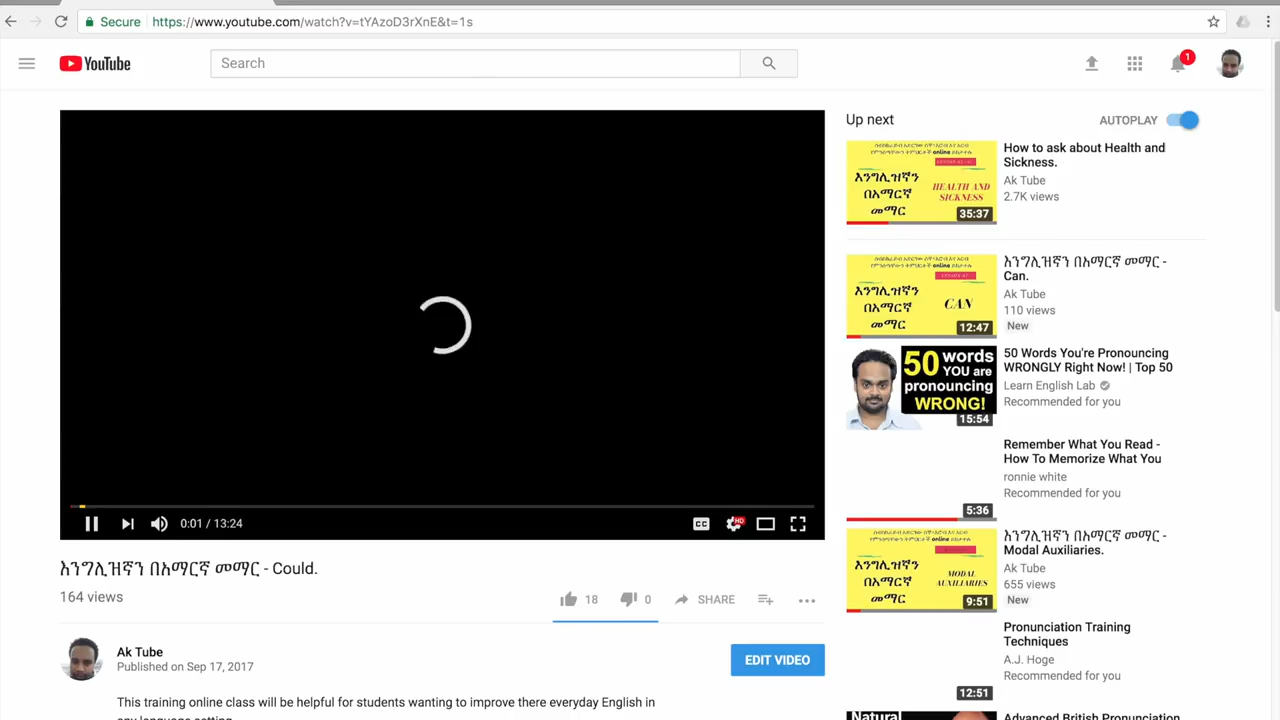 Secure
https://www.youtube.com/watch?v=tYAzoD3rXnE&t=1s
YouTube
Search
1
0:01 / 13:24
CC
HD
እንግሊዝኛን በአማርኛ መማር - Could.
164 views
18
0
SHARE
Ak Tube
Published on Sep 17, 2017
EDIT VIDEO
This training online class will be helpful for students wanting to improve there everyday English in
Up next
AUTOPLAY
online
እንግሊዝኛን
በአማርኛ
መማር
HEALTH AND
SICKNESS
35:37
How to ask about Health and
Sickness.
Ak Tube
2.7K views
online
እንግሊዝኛን
በአማርኛ
መማር
CAN
12:47
እንግሊዝኛን በአማርኛ መማር -
Can.
Ak Tube
110 views
New
50 words
YOU are
pronouncing
WRONG!
15:54
50 Words You're Pronouncing
WRONGLY Right Now! | Top 50
Learn English Lab
Recommended for you
5:36
Remember What You Read -
How To Memorize What You
ronnie white
Recommended for you
online
እንግሊዝኛን
በአማርኛ
መማር
MODAL
AUXILIARIES
9:51
እንግሊዝኛን በአማርኛ መማር -
Modal Auxiliaries.
Ak Tube
655 views
New
12:51
Pronunciation Training
Techniques
A.J. Hoge
Recommended for you
Natural
Advanced British Pronunciation